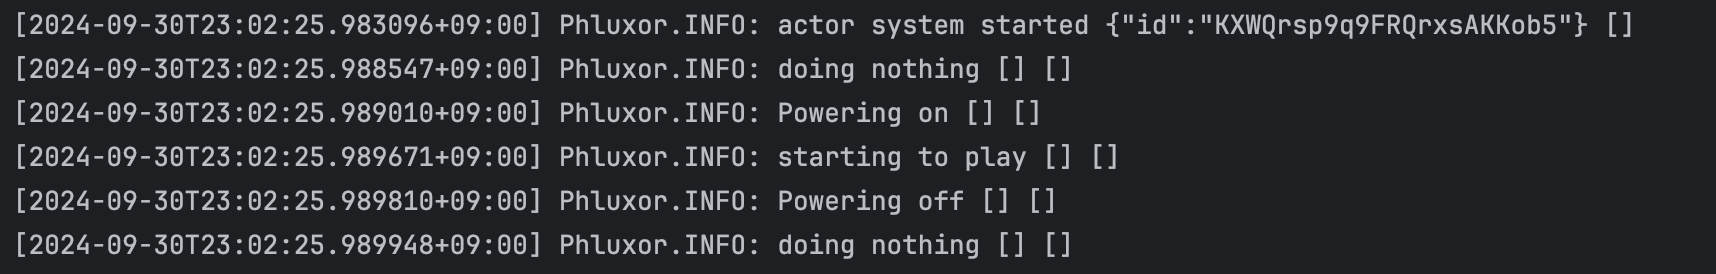 [2024-09-30T23:02:25.983096+09:00] Phluxor.INFO: actor system started {"id":"KXWQrsp9q9FRQrxsAKKob5"} []
[2024-09-30T23:02:25.988547+09:00] Phluxor.INFO: doing nothing [] []
[2024-09-30T23:02:25.989010+09:00] Phluxor.INFO: Powering on [] []
[2024-09-30T23:02:25.989671+09:00] Phluxor.INFO: starting to play [] []
[2024-09-30T23:02:25.989810+09:00] Phluxor.INFO: Powering off [] []
[2024-09-30T23:02:25.989948+09:00] Phluxor.INFO: doing nothing [] []